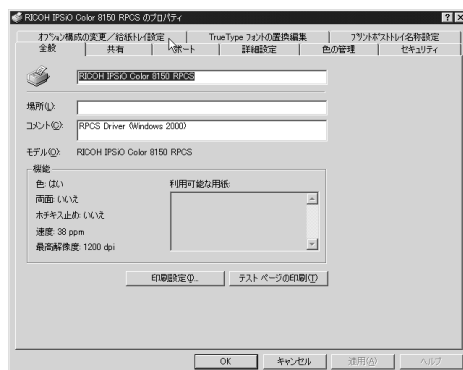 RICOH IPSiO Color 8150 RPCS のプロパティ
オプション構成の変更／給紙トレイ設定 TrueType フォントの置換編集 プリントポストトレイ名称設定
全般 共有 ポート 詳細設定 色の管理 セキュリティ
RICOH IPSiO Color 8150 RPCS
場所(L):
コメント(C): RPCS Driver (Windows 2000)
モデル(O): RICOH IPSiO Color 8150 RPCS
機能
色: はい 利用可能な用紙:
両面: いいえ
ホチキス止め: いいえ
速度: 38 ppm
最高解像度: 1200 dpi
印刷設定(I)... テスト ページの印刷(T)
OK キャンセル 適用(A) ヘルプ